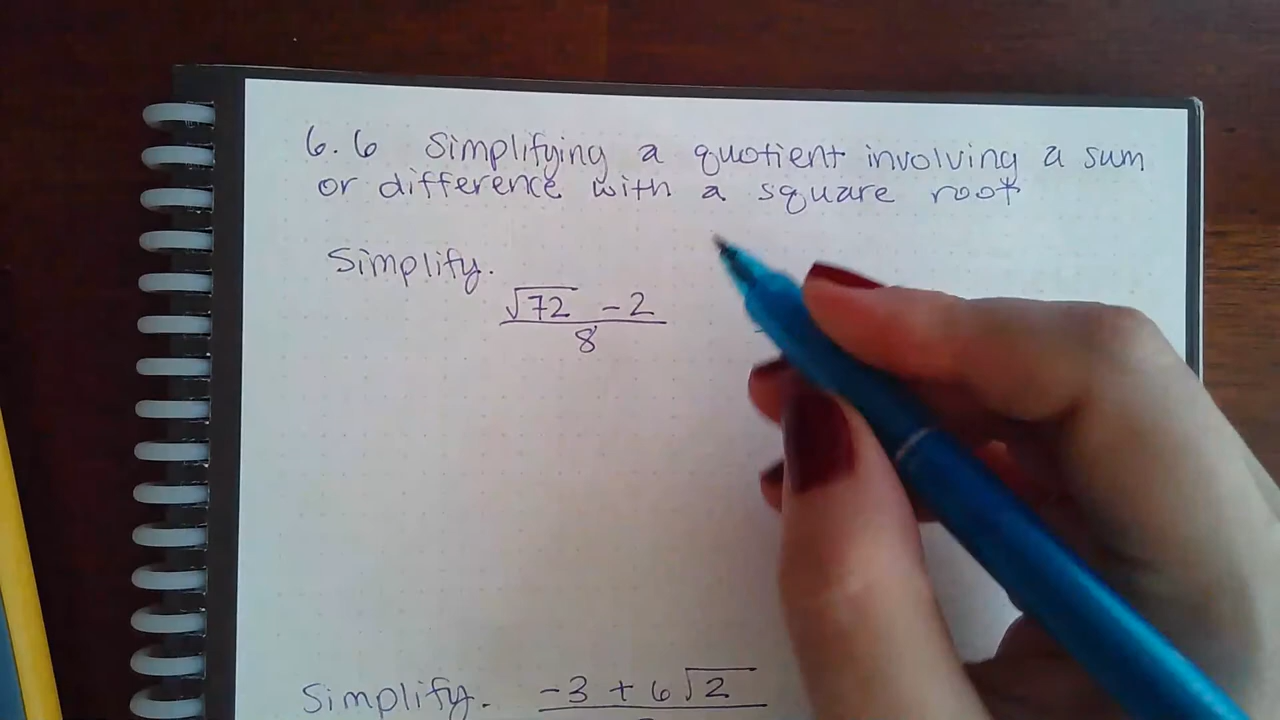 6.6 Simplifying a quotient involving a sum
or difference with a square root
Simplify.
√72 - 2
8
Simplify. -3 + 6√2